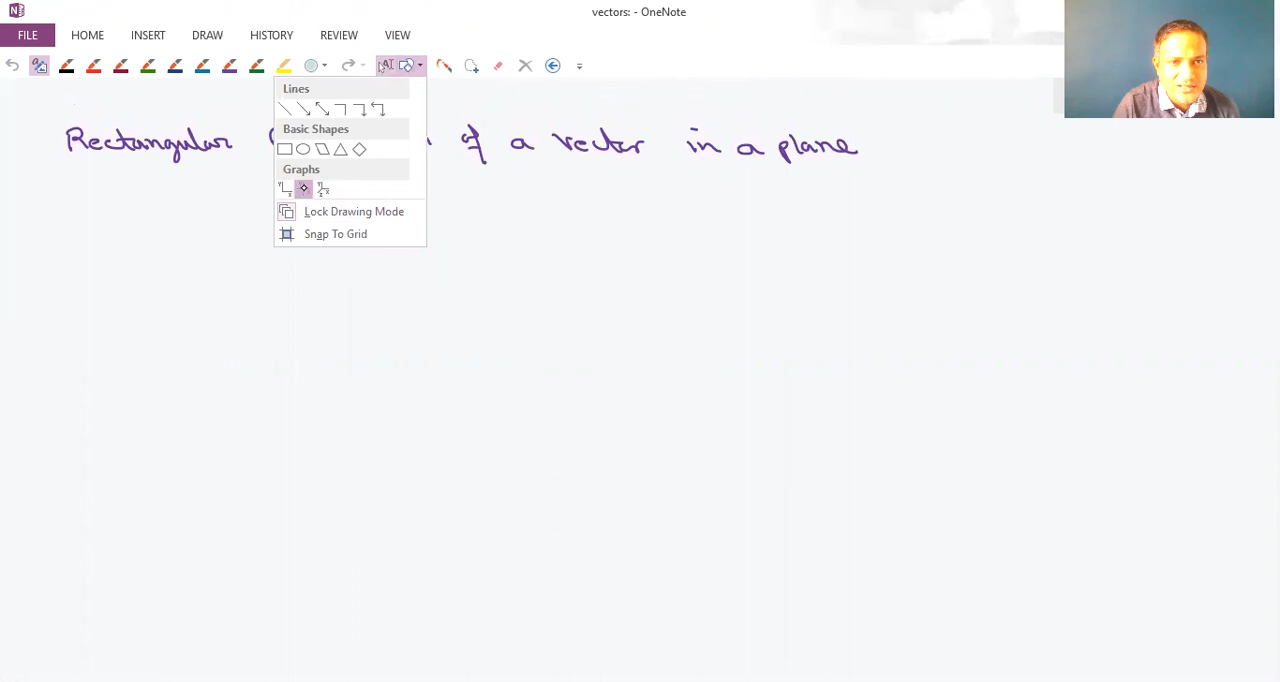 vectors: - OneNote
FILE HOME INSERT DRAW HISTORY REVIEW VIEW
Lines
Basic Shapes
Graphs
Lock Drawing Mode
Snap To Grid
Rectangular of a vector in a plane